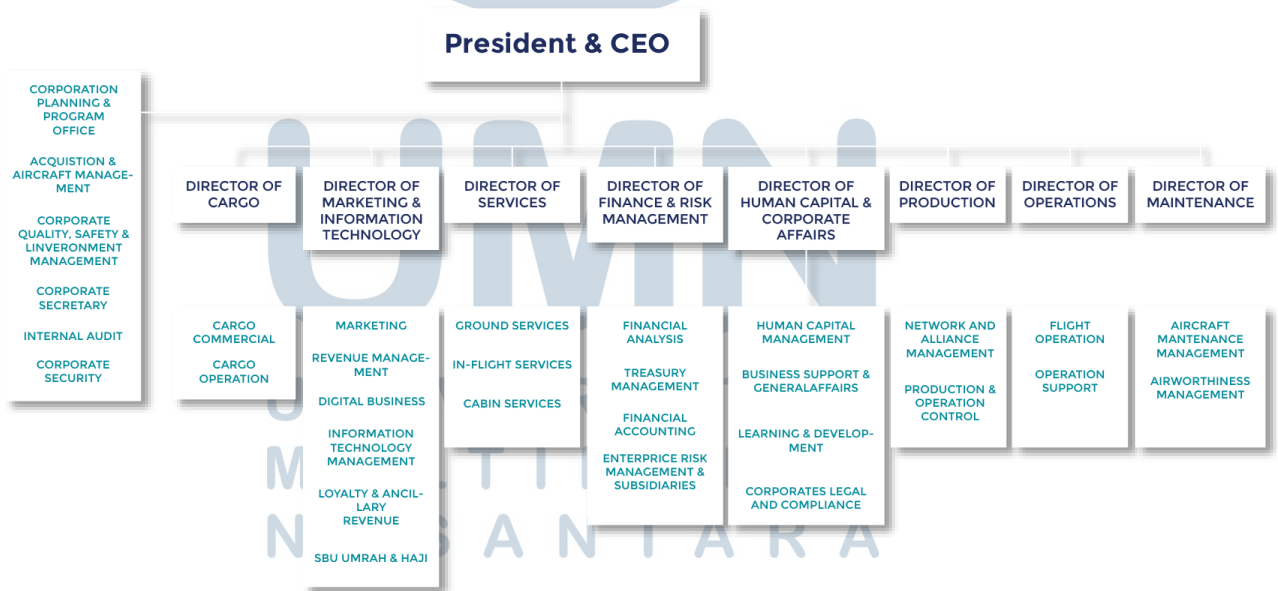 President & CEO
CORPORATION
PLANNING &
PROGRAM
OFFICE
ACQUISTION &
AIRCRAFT MANAGE-
MENT
CORPORATE
QUALITY, SAFETY &
LINVERONMENT
MANAGEMENT
CORPORATE
SECRETARY
INTERNAL AUDIT
CORPORATE
SECURITY
DIRECTOR OF
CARGO
CARGO
COMMERCIAL
CARGO
OPERATION
DIRECTOR OF
MARKETING &
INFORMATION
TECHNOLOGY
MARKETING
REVENUE MANAGE-
MENT
DIGITAL BUSINESS
INFORMATION
TECHNOLOGY
MANAGEMENT
LOYALTY & ANCIL-
LARY
REVENUE
SBU UMRAH & HAJI
DIRECTOR OF
SERVICES
GROUND SERVICES
IN-FLIGHT SERVICES
CABIN SERVICES
DIRECTOR OF
FINANCE & RISK
MANAGEMENT
FINANCIAL
ANALYSIS
TREASURY
MANAGEMENT
FINANCIAL
ACCOUNTING
ENTERPRICE RISK
MANAGEMENT &
SUBSIDIARIES
DIRECTOR OF
HUMAN CAPITAL &
CORPORATE
AFFAIRS
HUMAN CAPITAL
MANAGEMENT
BUSINESS SUPPORT &
GENERALAFFAIRS
LEARNING & DEVELOP-
MENT
CORPORATES LEGAL
AND COMPLIANCE
DIRECTOR OF
PRODUCTION
NETWORK AND
ALLIANCE
MANAGEMENT
PRODUCTION &
OPERATION
CONTROL
DIRECTOR OF
OPERATIONS
FLIGHT
OPERATION
OPERATION
SUPPORT
DIRECTOR OF
MAINTENANCE
AIRCRAFT
MANTENANCE
MANAGEMENT
AIRWORTHINESS
MANAGEMENT
UMN